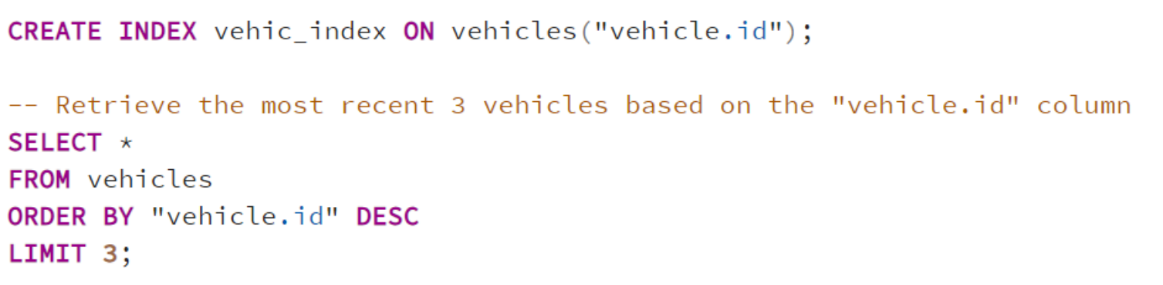 CREATE INDEX vehic_index ON vehicles("vehicle.id");
-- Retrieve the most recent 3 vehicles based on the "vehicle.id" column
SELECT *
FROM vehicles
ORDER BY "vehicle.id" DESC
LIMIT 3;